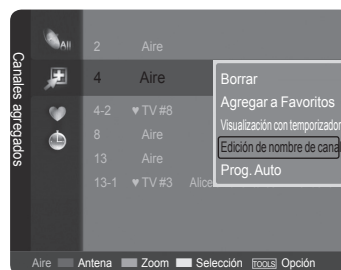 Canales agregados
All
2 Aire
4 Aire
4-2 ♥ TV #8
8 Aire
13 Aire
13-1 ♥ TV #3 Alice
Borrar
Agregar a Favoritos
Visualización con temporizador
Edición de nombre de canal
Prog. Auto
Aire Antena Zoom Selección TOOLS Opción